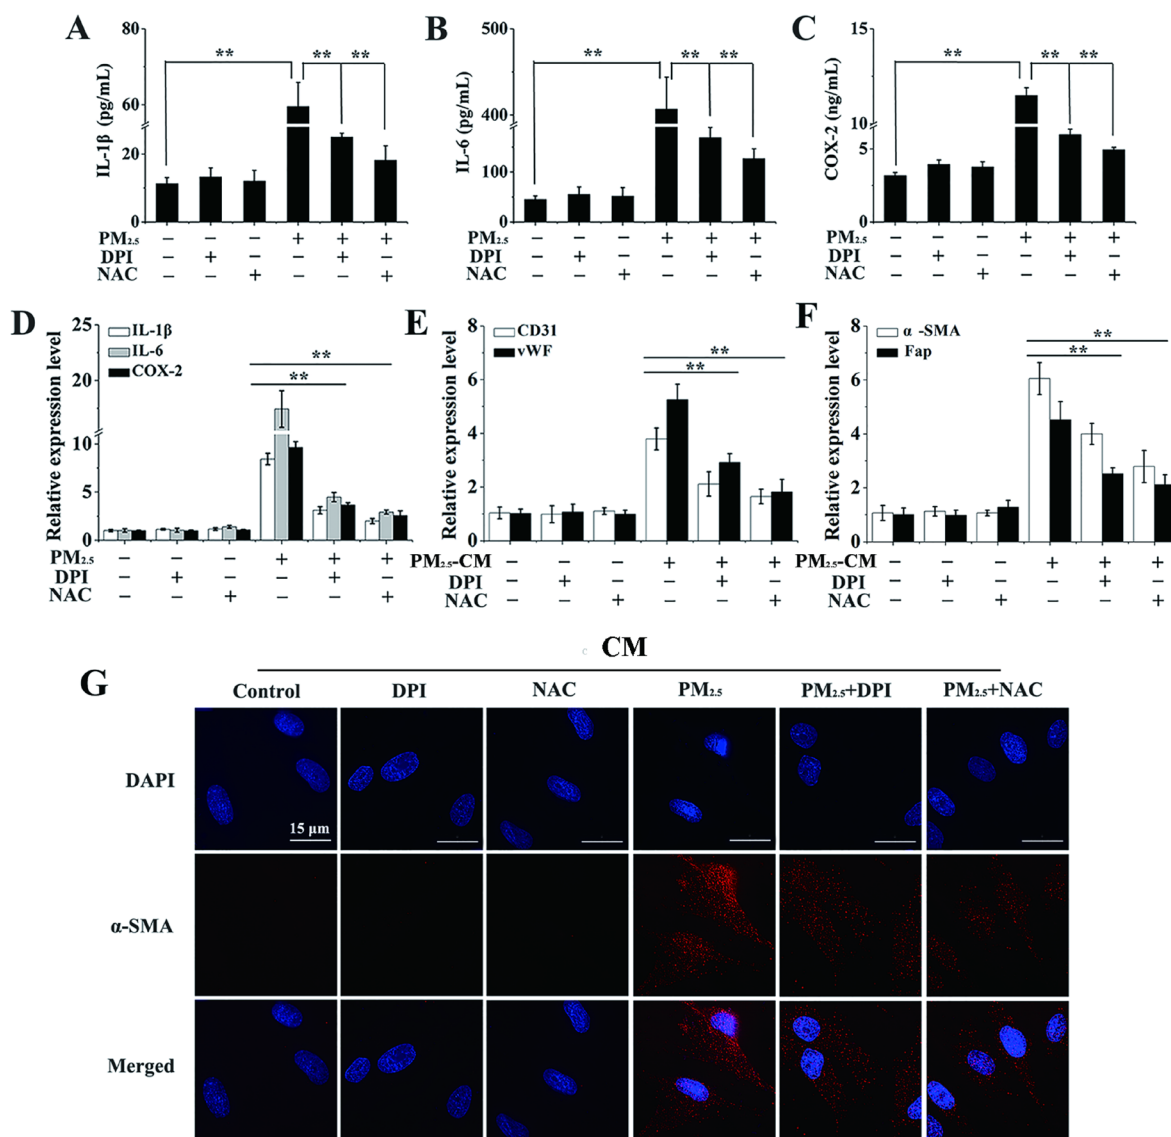 A
IL-1β (pg/mL)
80
60
20
0
** ** **
PM2.5 – – – + + +
DPI – + – – + –
NAC – – + – – +
B
IL-6 (pg/mL)
500
400
100
0
** ** **
PM2.5 – – – + + +
DPI – + – – + –
NAC – – + – – +
C
COX-2 (ng/mL)
15
10
5
0
** ** **
PM2.5 – – – + + +
DPI – + – – + –
NAC – – + – – +
D
Relative expression level
25
20
10
5
0
IL-1β
IL-6
COX-2
**
**
PM2.5 – – – + + +
DPI – + – – + –
NAC – – + – – +
E
Relative expression level
8
6
4
2
0
CD31
vWF
**
**
PM2.5-CM – – – + + +
DPI – + – – + –
NAC – – + – – +
F
Relative expression level
8
6
4
2
0
α -SMA
Fap
**
**
PM2.5-CM – – – + + +
DPI – + – – + –
NAC – – + – – +
G
c CM
Control DPI NAC PM2.5 PM2.5+DPI PM2.5+NAC
DAPI
15 μm
α-SMA
Merged